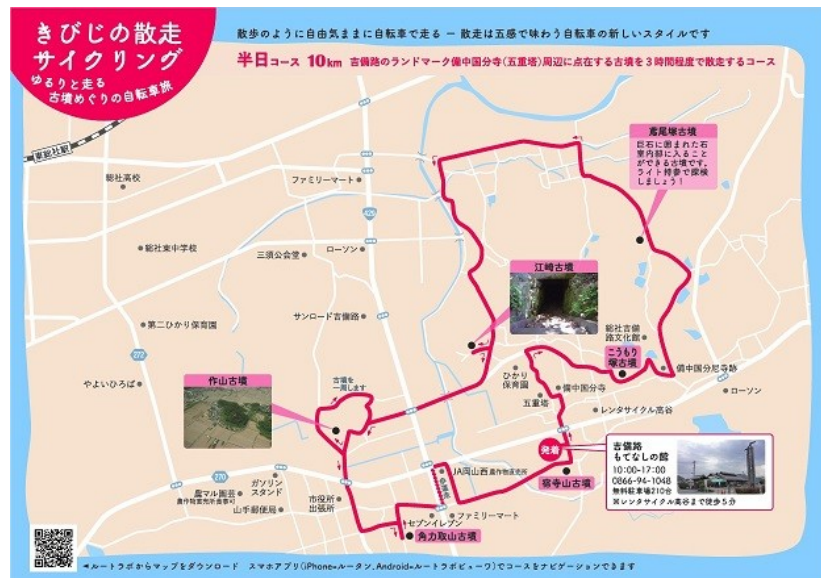 きびじの散走
サイクリング
ゆるりと走る
古墳めぐりの自転車旅
散歩のように自由気ままに自転車で走る － 散走は五感で味わう自転車の新しいスタイルです
半日コース 10km 吉備路のランドマーク備中国分寺(五重塔)周辺に点在する古墳を3時間程度で散走するコース
東総社駅
総社高校
ファミリーマート
429
鳶尾塚古墳
巨石に囲まれた石
室内部に入ること
ができる古墳です。
ライト持参で探検
しましょう!
総社東中学校
三須公会堂
ローソン
江崎古墳
サンロード吉備路
第二ひかり保育園
272
やよいひろば
総社吉備
路文化館
こうもり
塚古墳
備中国分尼寺跡
ローソン
ひかり
保育園
備中国分寺
五重塔
レンタサイクル高谷
作山古墳
古墳を
一周します
発着
吉備路
もてなしの館
10:00-17:00
0866-94-1048
無料駐車場210台
※レンタサイクル高谷まで徒歩5分
宿寺山古墳
JA岡山西 農作物直売所
270
ガソリン
スタンド
農マル園芸
山手郵便局
市役所
出張所
セブンイレブン
ファミリーマート
角力取山古墳
◀ルートラボからマップをダウンロード スマホアプリ(iPhone=ルータン、Android=ルートラボビューワ)でコースをナビゲーションできます